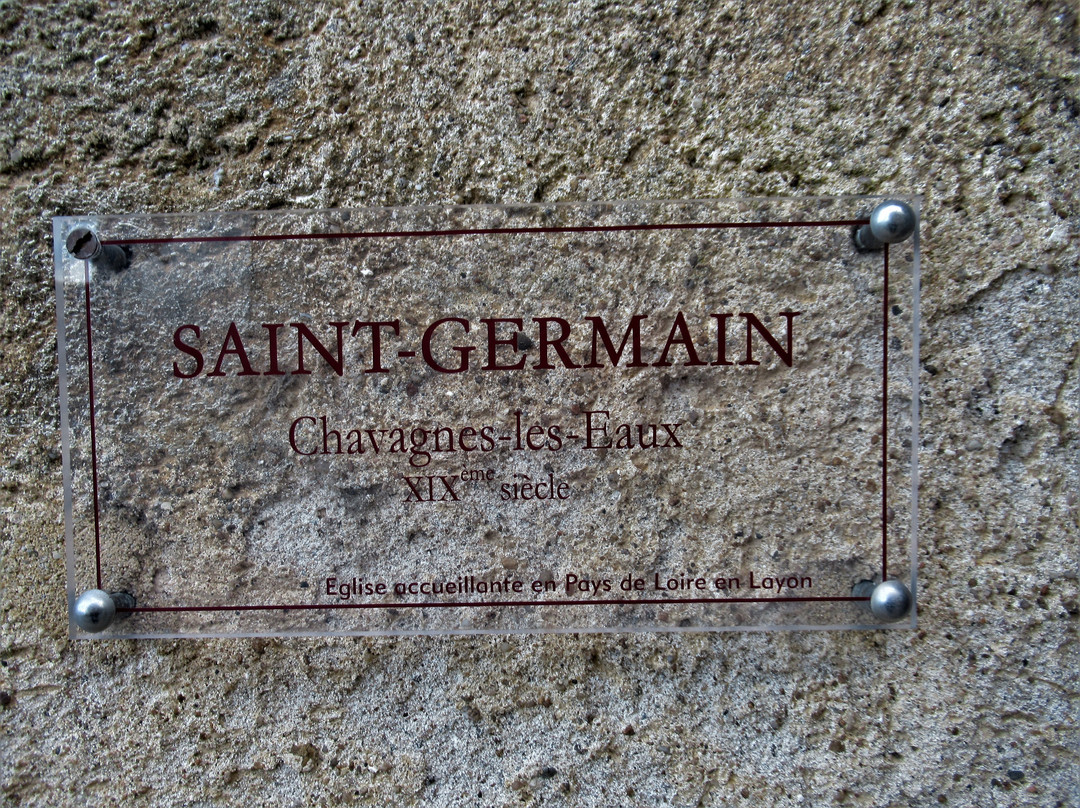 SAINT-GERMAIN
Chavagnes-les-Eaux
XIXème siècle
Eglise accueillante en Pays de Loire en Layon